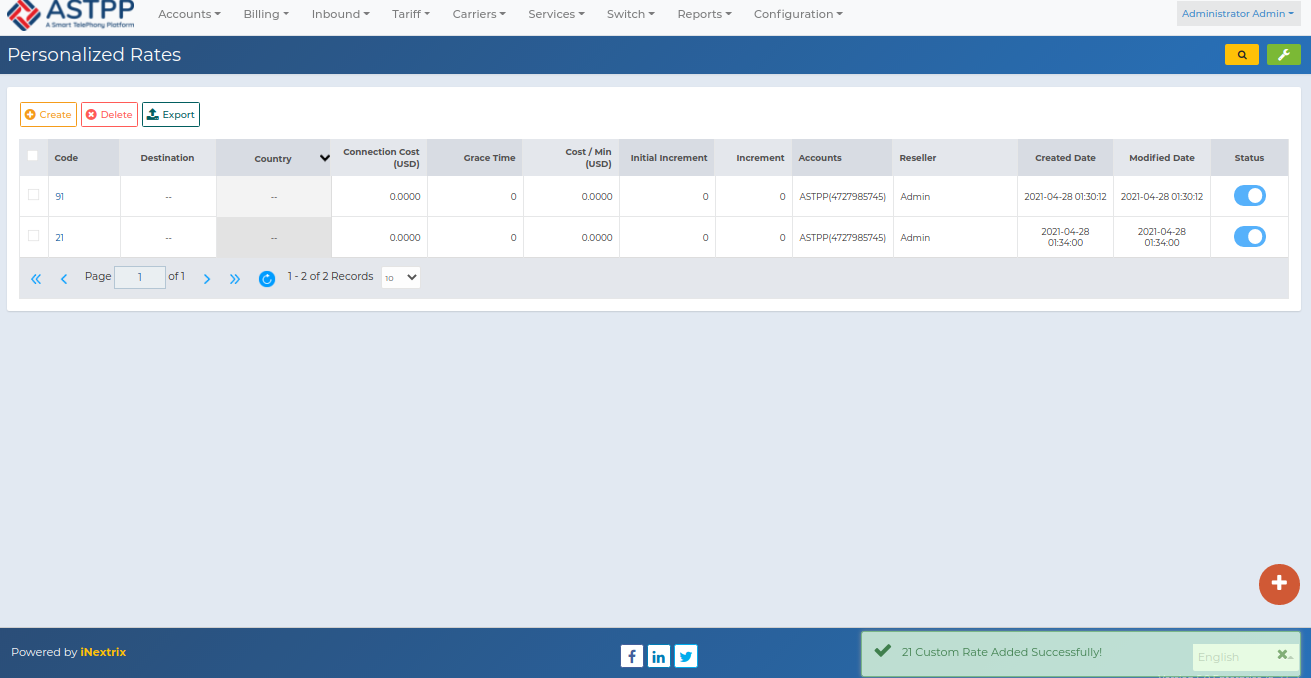 ASTPP
A Smart TelePhony Platform
Accounts Billing Inbound Tariff Carriers Services Switch Reports Configuration Administrator Admin
Personalized Rates
Create Delete Export
Code Destination Country Connection Cost (USD) Grace Time Cost / Min (USD) Initial Increment Increment Accounts Reseller Created Date Modified Date Status
91 -- -- 0.0000 0 0.0000 0 0 ASTPP(4727985745) Admin 2021-04-28 01:30:12 2021-04-28 01:30:12
21 -- -- 0.0000 0 0.0000 0 0 ASTPP(4727985745) Admin 2021-04-28 01:34:00 2021-04-28 01:34:00
Page 1 of 1 1 - 2 of 2 Records 10
Powered by iNextrix
21 Custom Rate Added Successfully!
English